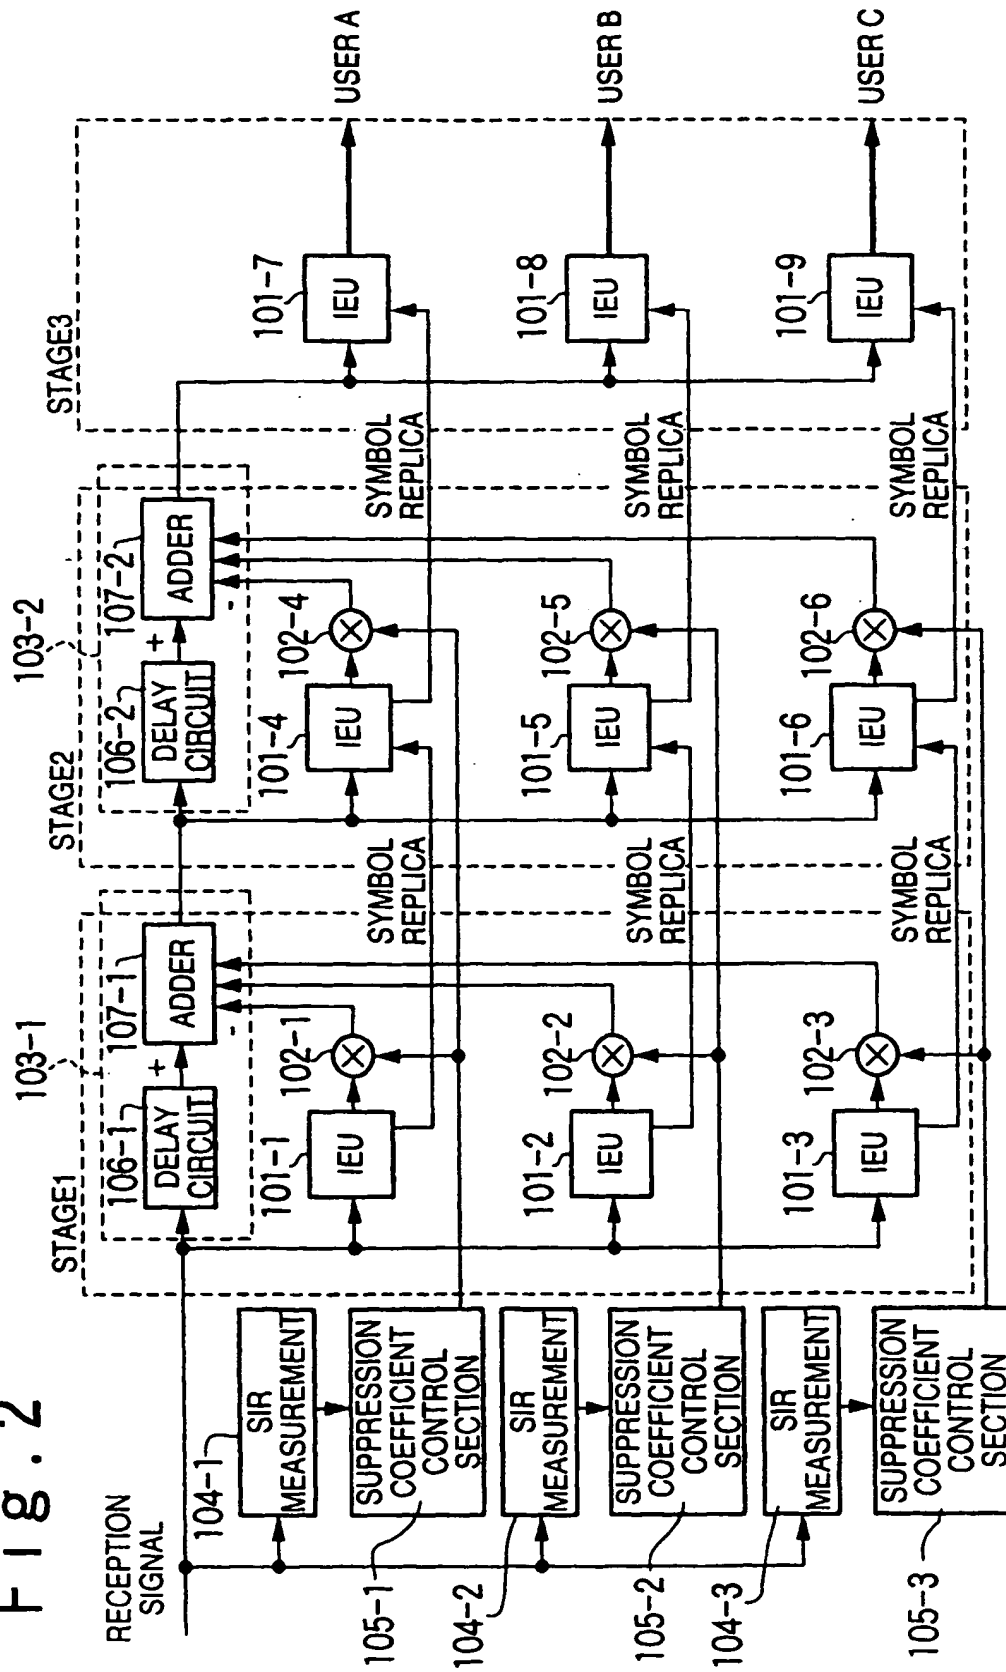 Fig. 2
RECEPTION
SIGNAL
STAGE1
STAGE2
STAGE3
103-1
103-2
106-1
107-1
106-2
107-2
DELAY
CIRCUIT
+
ADDER
-
DELAY
CIRCUIT
+
ADDER
-
104-1
SIR
MEASUREMENT
105-1
SUPPRESSION
COEFFICIENT
CONTROL
SECTION
101-1
IEU
102-1
SYMBOL
REPLICA
101-4
IEU
102-4
SYMBOL
REPLICA
101-7
IEU
USER A
104-2
SIR
MEASUREMENT
105-2
SUPPRESSION
COEFFICIENT
CONTROL
SECTION
101-2
IEU
102-2
SYMBOL
REPLICA
101-5
IEU
102-5
SYMBOL
REPLICA
101-8
IEU
USER B
104-3
SIR
MEASUREMENT
105-3
SUPPRESSION
COEFFICIENT
CONTROL
SECTION
101-3
IEU
102-3
SYMBOL
REPLICA
101-6
IEU
102-6
SYMBOL
REPLICA
101-9
IEU
USER C